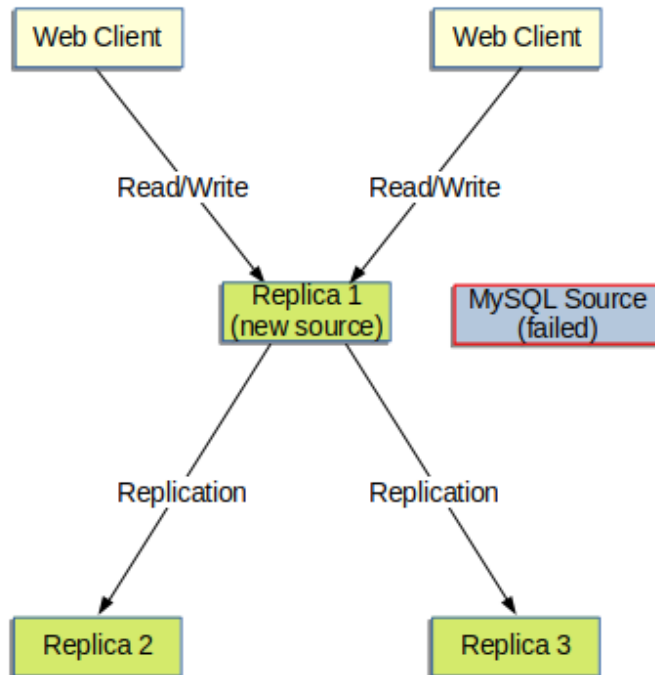 Web Client
Web Client
Read/Write
Read/Write
Replica 1
(new source)
MySQL Source
(failed)
Replication
Replication
Replica 2
Replica 3